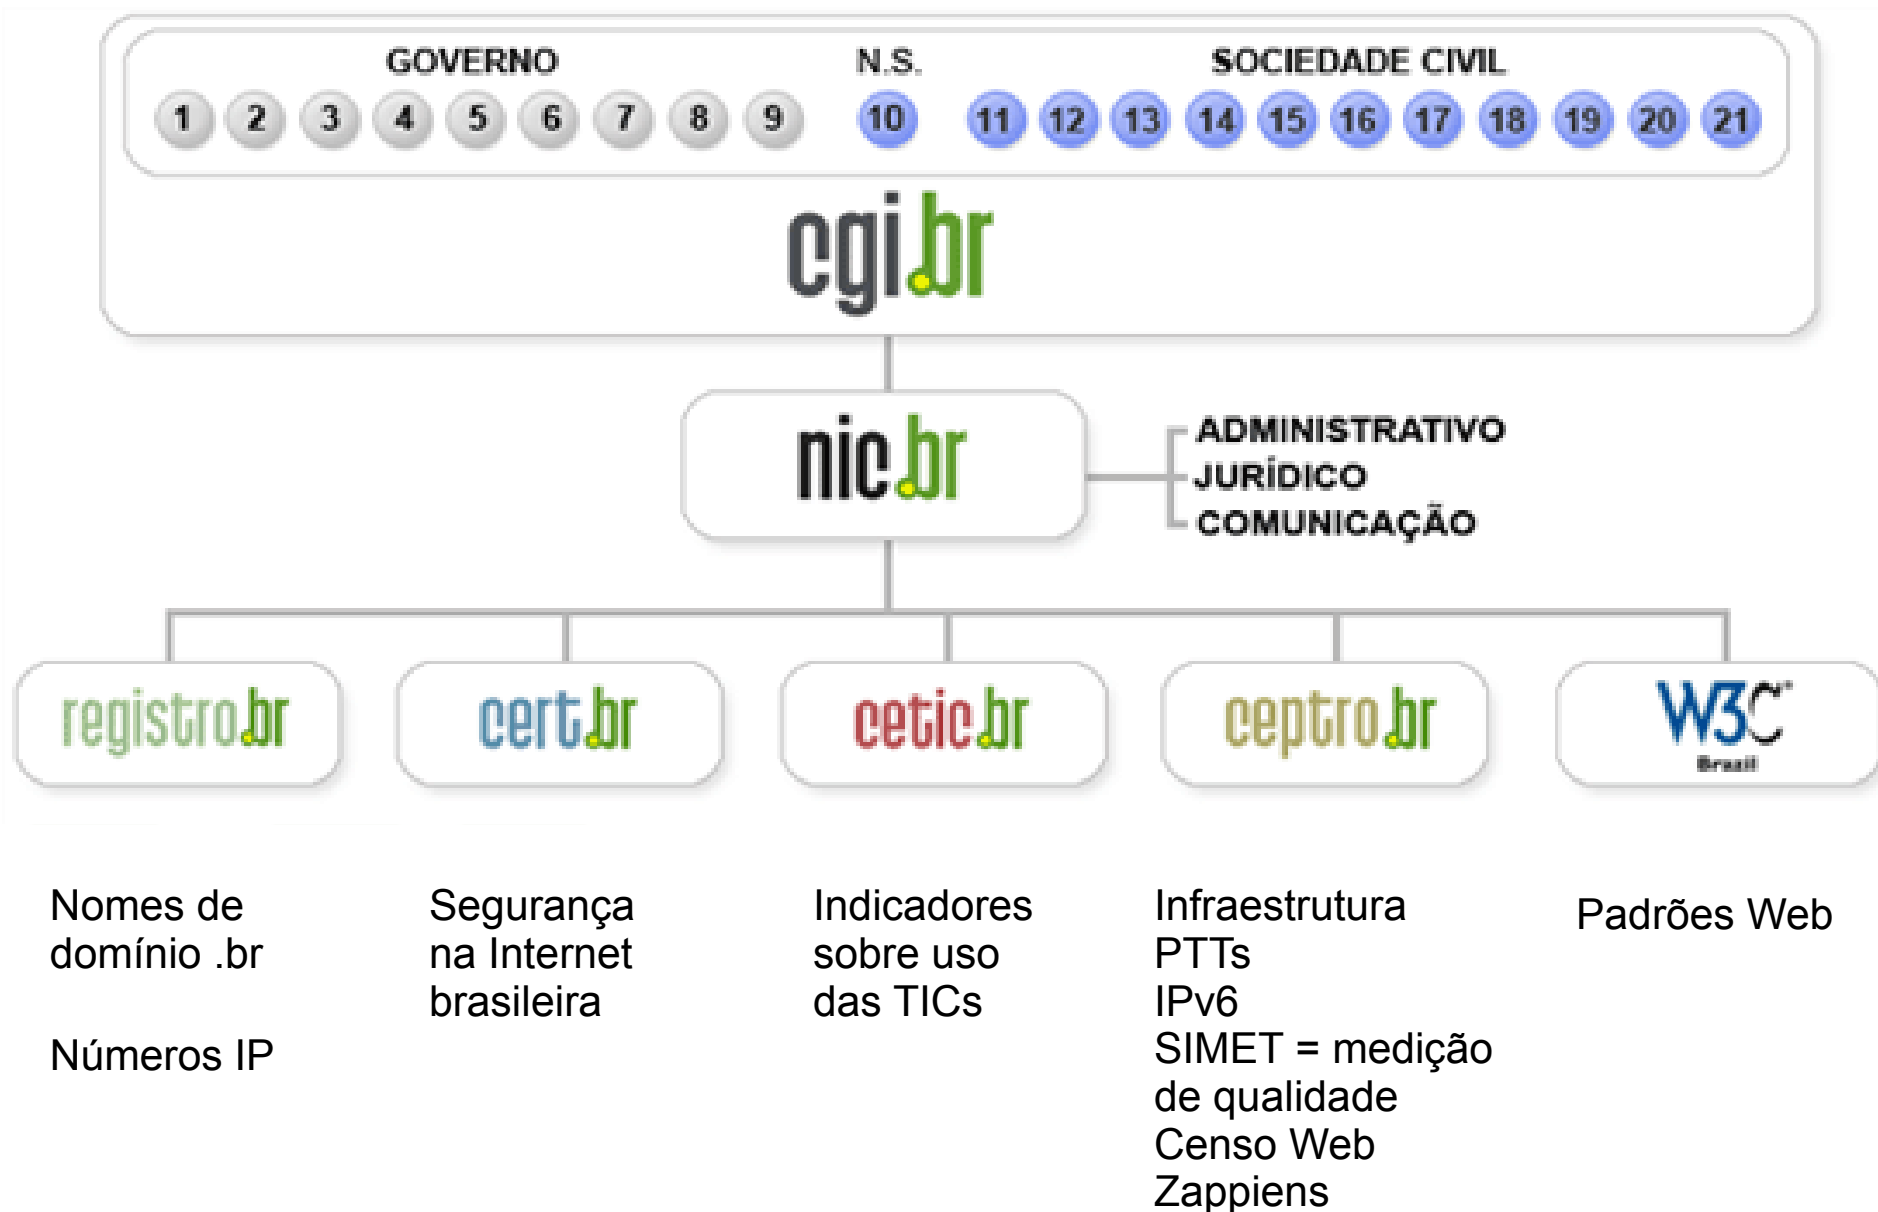 GOVERNO N.S. SOCIEDADE CIVIL
1 2 3 4 5 6 7 8 9 10 11 12 13 14 15 16 17 18 19 20 21
cgi.br
nic.br
ADMINISTRATIVO
JURÍDICO
COMUNICAÇÃO
registro.br cert.br cetic.br ceptro.br W3C
Brazil
Nomes de
domínio .br
Números IP
Segurança
na Internet
brasileira
Indicadores
sobre uso
das TICs
Infraestrutura
PTTs
IPv6
SIMET = medição
de qualidade
Censo Web
Zappiens
Padrões Web